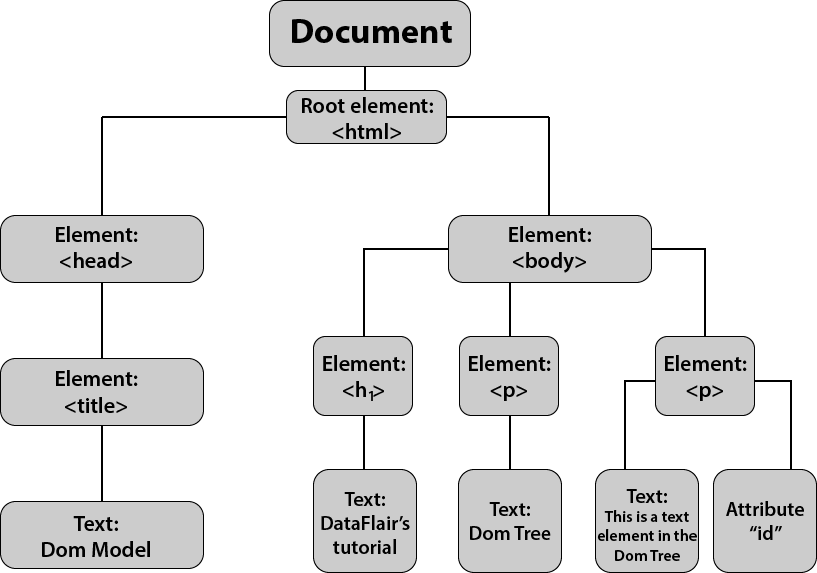 Document
Root element:
<html>
Element:
<head>
Element:
<body>
Element:
<title>
Element:
<h1>
Element:
<p>
Element:
<p>
Text:
Dom Model
Text:
DataFlair's
tutorial
Text:
Dom Tree
Text:
This is a text
element in the
Dom Tree
Attribute
“id”